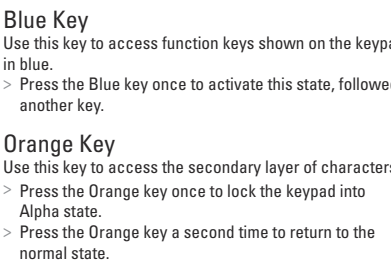 Blue Key
Use this key to access function keys shown on the
in blue.
> Press the Blue key once to activate this state,
another key.
Orange Key
Use this key to access the secondary layer of
> Press the Orange key once to lock the keypad into
Alpha state.
> Press the Orange key a second time to return to the
normal state.